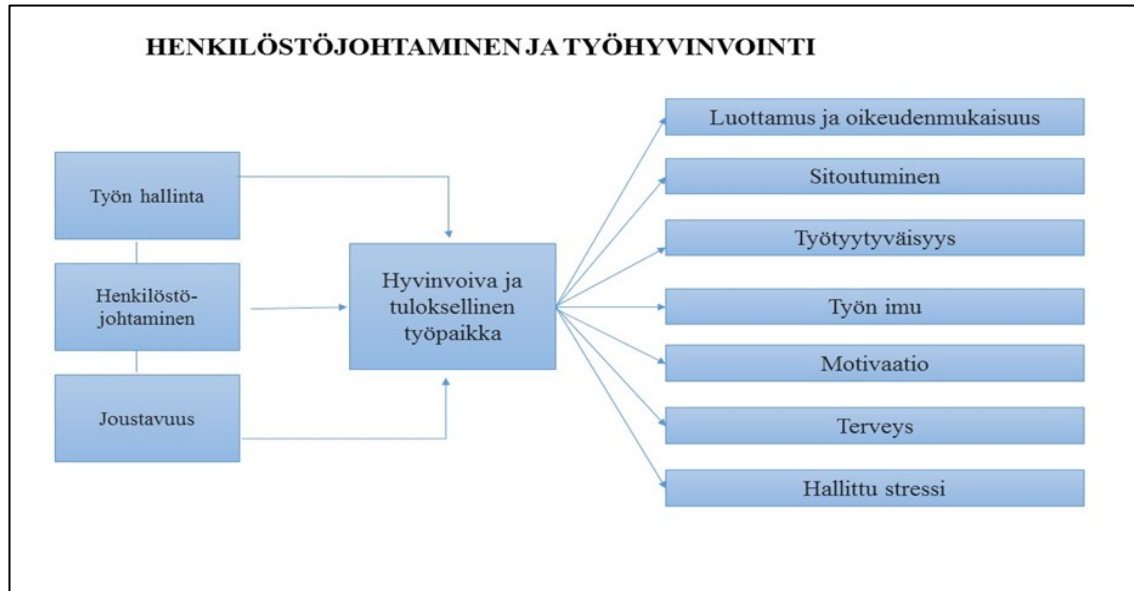 HENKILÖSTÖJOHTAMINEN JA TYÖHYVINVOINTI
Työn hallinta
Henkilöstö-
johtaminen
Joustavuus
Hyvinvoiva ja
tuloksellinen
työpaikka
Luottamus ja oikeudenmukaisuus
Sitoutuminen
Työtyytyväisyys
Työn imu
Motivaatio
Terveys
Hallittu stressi